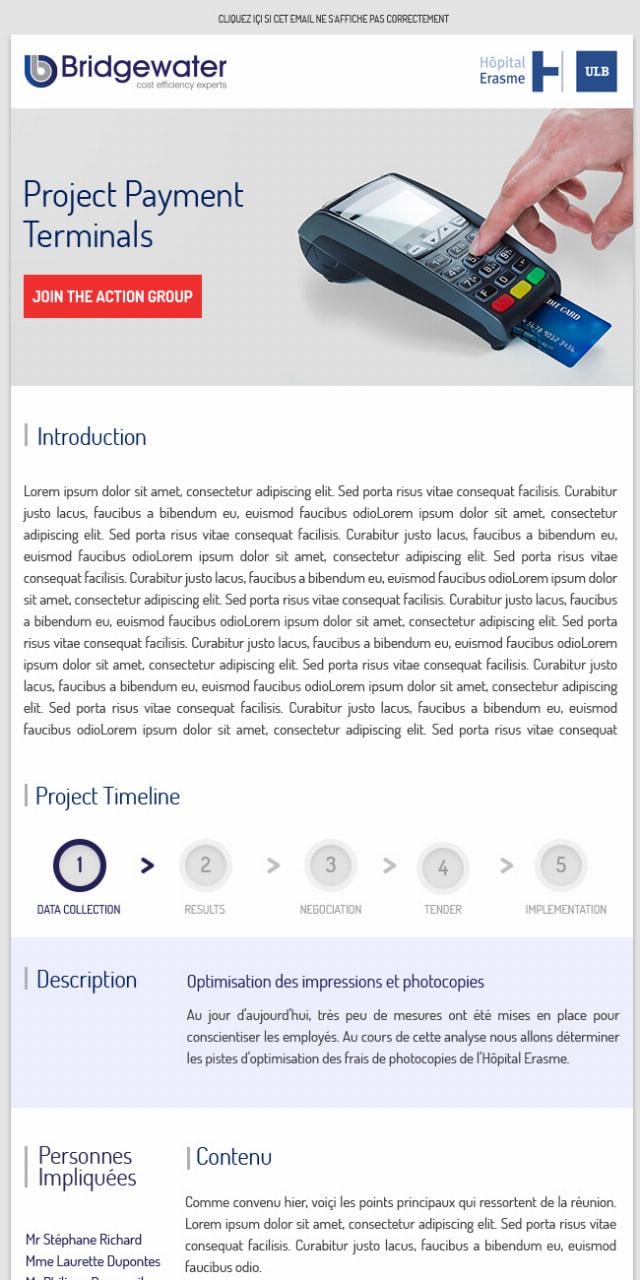 CLIQUEZ IÇI SI CET EMAIL NE S'AFFICHE PAS CORRECTEMENT
Bridgewater
cost efficiency experts
Hôpital
Erasme
ULB
Project Payment
Terminals
JOIN THE ACTION GROUP
Introduction
Lorem ipsum dolor sit amet, consectetur adipiscing elit. Sed porta risus vitae consequat facilisis. Curabitur
justo lacus, faucibus a bibendum eu, euismod faucibus odioLorem ipsum dolor sit amet, consectetur
adipiscing elit. Sed porta risus vitae consequat facilisis. Curabitur justo lacus, faucibus a bibendum eu,
euismod faucibus odioLorem ipsum dolor sit amet, consectetur adipiscing elit. Sed porta risus vitae
consequat facilisis. Curabitur justo lacus, faucibus a bibendum eu, euismod faucibus odioLorem ipsum dolor
sit amet, consectetur adipiscing elit. Sed porta risus vitae consequat facilisis. Curabitur justo lacus, faucibus
a bibendum eu, euismod faucibus odioLorem ipsum dolor sit amet, consectetur adipiscing elit. Sed porta
risus vitae consequat facilisis. Curabitur justo lacus, faucibus a bibendum eu, euismod faucibus odioLorem
ipsum dolor sit amet, consectetur adipiscing elit. Sed porta risus vitae consequat facilisis. Curabitur justo
lacus, faucibus a bibendum eu, euismod faucibus odioLorem ipsum dolor sit amet, consectetur adipiscing
elit. Sed porta risus vitae consequat facilisis. Curabitur justo lacus, faucibus a bibendum eu, euismod
faucibus odioLorem ipsum dolor sit amet, consectetur adipiscing elit. Sed porta risus vitae consequat
Project Timeline
1 > 2 > 3 > 4 > 5
DATA COLLECTION RESULTS NEGOCIATION TENDER IMPLEMENTATION
Description
Optimisation des impressions et photocopies
Au jour d'aujourd'hui, très peu de mesures ont été mises en place pour
conscientiser les employés. Au cours de cette analyse nous allons déterminer
les pistes d'optimisation des frais de photocopies de l'Hôpital Erasme.
Personnes
Impliquées
Mr Stéphane Richard
Mme Laurette Dupontes
Contenu
Comme convenu hier, voiçi les points principaux qui ressortent de la réunion.
Lorem ipsum dolor sit amet, consectetur adipiscing elit. Sed porta risus vitae
consequat facilisis. Curabitur justo lacus, faucibus a bibendum eu, euismod
faucibus odio.